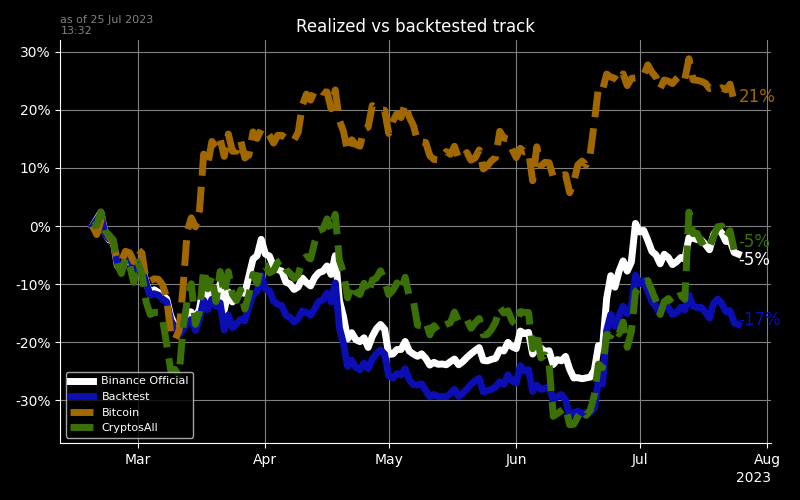 as of 25 Jul 2023
13:32
Realized vs backtested track
30%
20%
10%
0%
-10%
-20%
-30%
21%
-5%
-5%
-17%
Binance Official
Backtest
Bitcoin
CryptosAll
Mar
Apr
May
Jun
Jul
Aug
2023